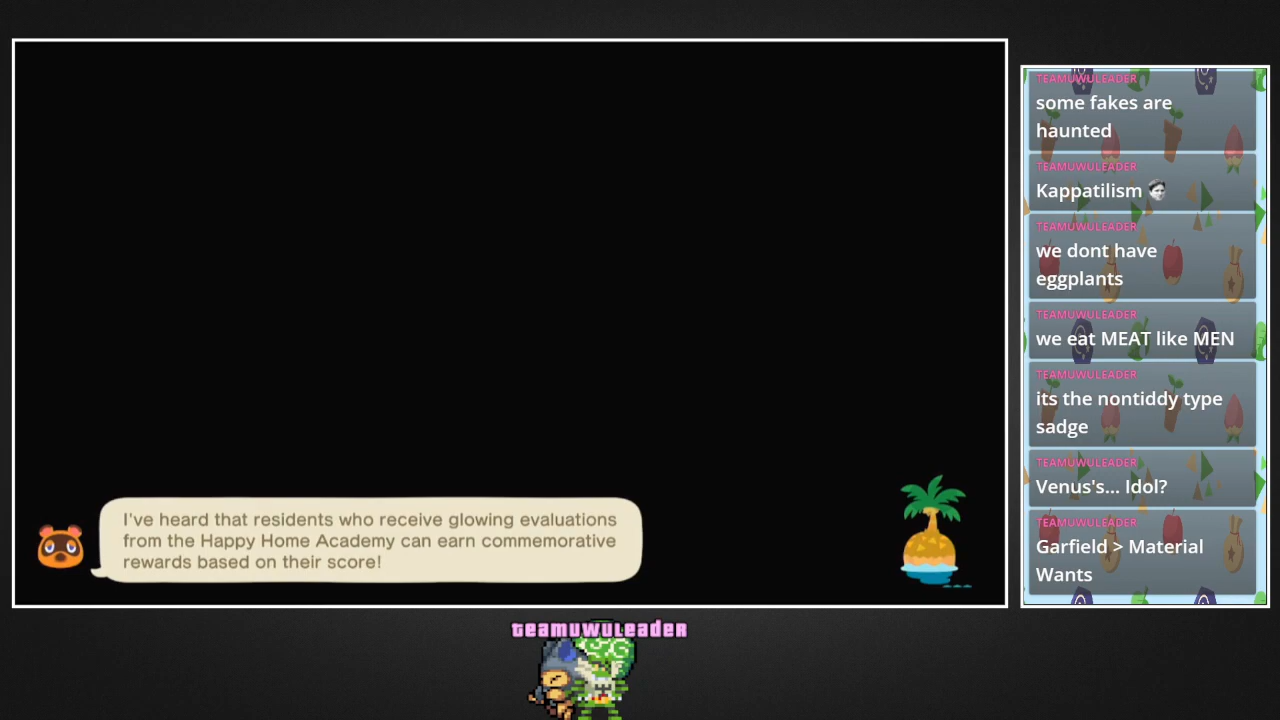 I've heard that residents who receive glowing evaluations
from the Happy Home Academy can earn commemorative
rewards based on their score!
TEAMUWULEADER
some fakes are
haunted
TEAMUWULEADER
Kappatilism
TEAMUWULEADER
we dont have
eggplants
TEAMUWULEADER
we eat MEAT like MEN
TEAMUWULEADER
its the nontiddy type
sadge
TEAMUWULEADER
Venus's... Idol?
TEAMUWULEADER
Garfield > Material
Wants
teamuwuleader